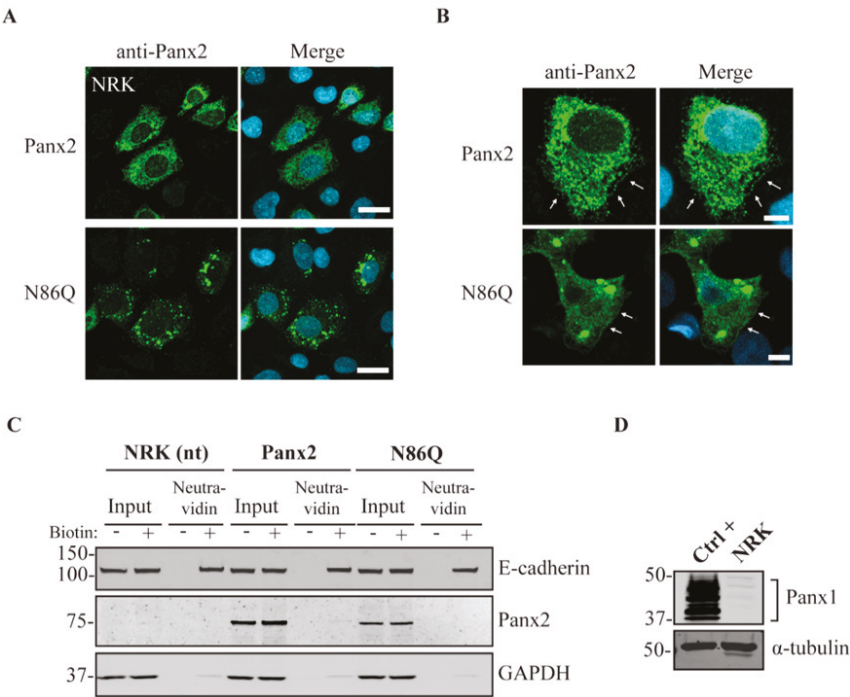 A
anti-Panx2 Merge
NRK
Panx2
N86Q
B
anti-Panx2 Merge
Panx2
N86Q
C
NRK (nt) Panx2 N86Q
Input Neutra-vidin Input Neutra-vidin Input Neutra-vidin
Biotin: - + - + - + - + - + - +
150-
100-
E-cadherin
75-
Panx2
37-
GAPDH
D
Ctrl + NRK
50-
37-
Panx1
50-
α-tubulin